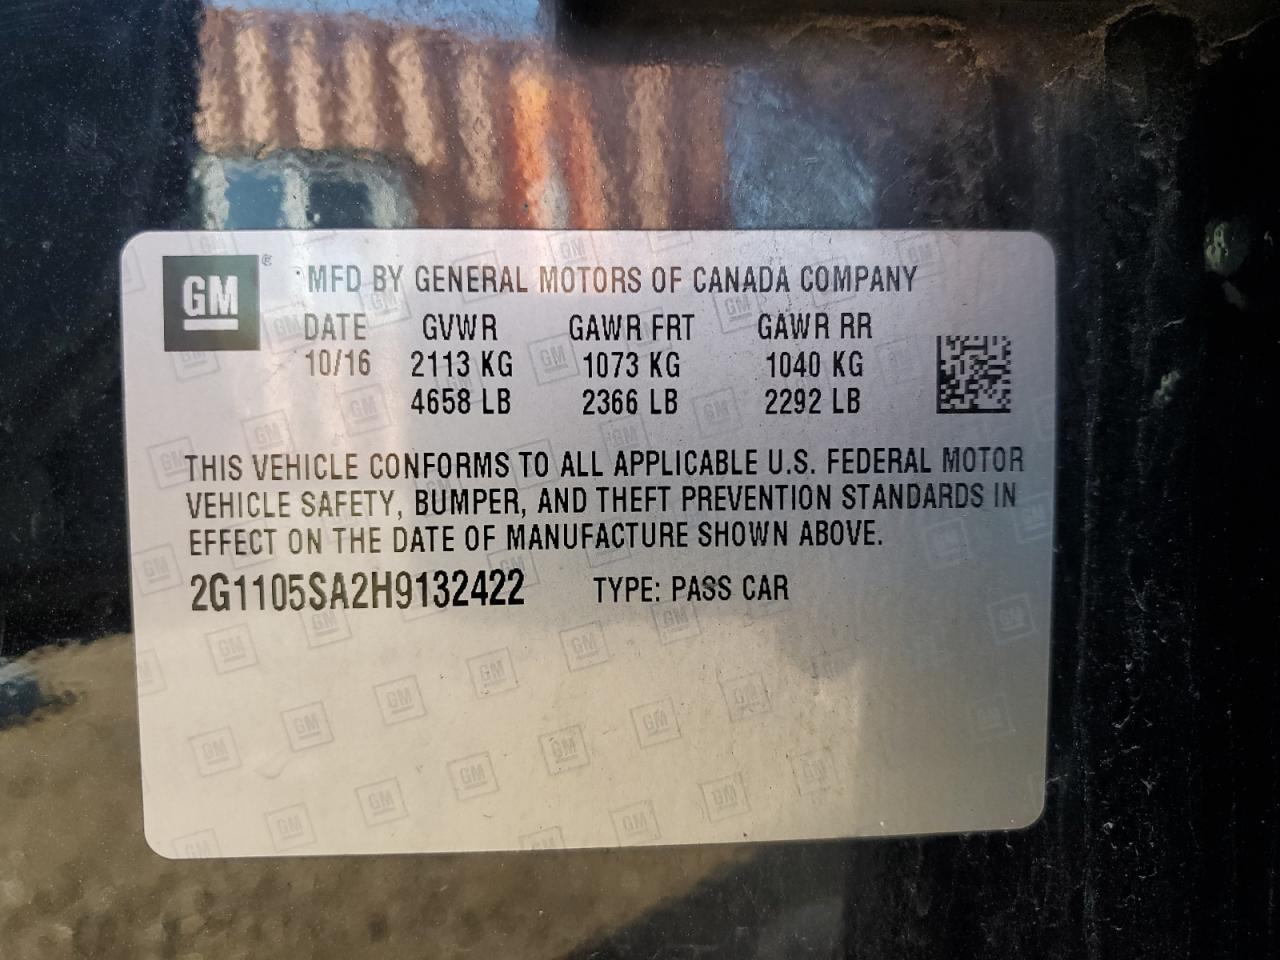 GM ®
MFD BY GENERAL MOTORS OF CANADA COMPANY
DATE GVWR GAWR FRT GAWR RR
10/16 2113 KG 1073 KG 1040 KG
4658 LB 2366 LB 2292 LB
THIS VEHICLE CONFORMS TO ALL APPLICABLE U.S. FEDERAL MOTOR
VEHICLE SAFETY, BUMPER, AND THEFT PREVENTION STANDARDS IN
EFFECT ON THE DATE OF MANUFACTURE SHOWN ABOVE.
2G1105SA2H9132422 TYPE: PASS CAR